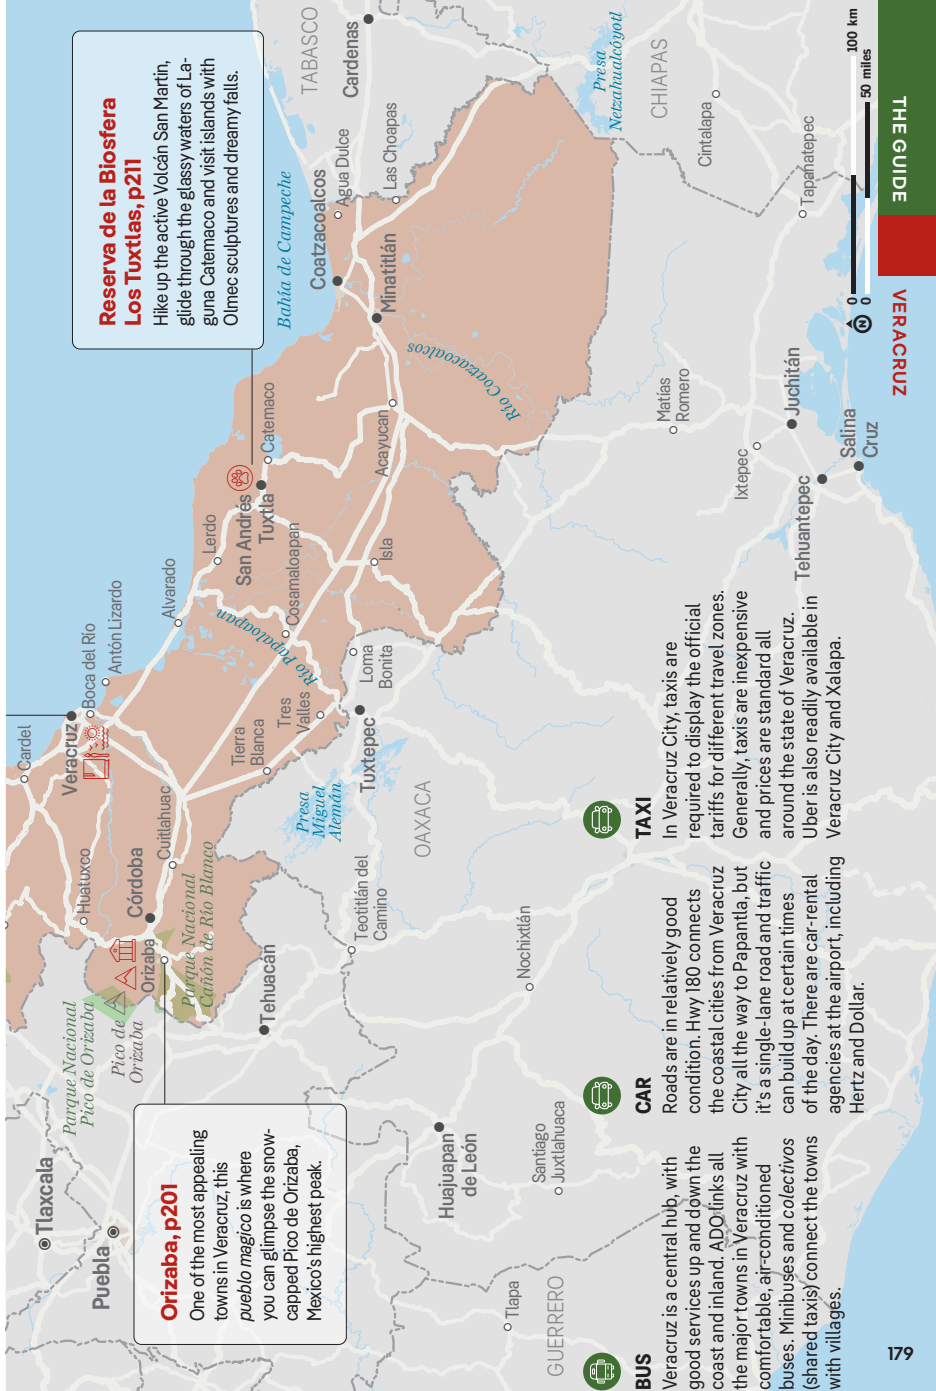 THE GUIDE
VERACRUZ
Reserva de la Biosfera
Los Tuxtlas, p211
Hike up the active Volcán San Martín,
glide through the glassy waters of La-
guna Catemaco and visit islands with
Olmec sculptures and dreamy falls.
Orizaba, p201
One of the most appealing
towns in Veracruz, this
pueblo magico is where
you can glimpse the snow-
capped Pico de Orizaba,
Mexico's highest peak.
Tlaxcala
Puebla
Parque Nacional
Pico de Orizaba
Pico de
Orizaba
Huatuxco
Cardel
Orizaba
Córdoba
Cuitlahuac
Parque Nacional
Cañón de Río Blanco
Veracruz
Boca del Río
Antón Lizardo
Alvarado
Lerdo
San Andrés
Tuxtla
Catemaco
Río Papaloapan
Cosamaloapan
Tierra
Blanca
Tres
Valles
Isla
Acayucan
Bahía de Campeche
Coatzacoalcos
Agua Dulce
Las Choapas
Minatitlán
Río Coatzacoalcos
TABASCO
Cardenas
Presa
Netzahualcóyotl
CHIAPAS
Cintalapa
Tapanatepec
Tehuacán
Teotitlán del
Camino
Presa
Miguel
Alemán
Tuxtepec
Loma
Bonita
OAXACA
Nochixtlán
Huajuapan
de León
Santiago
Juxtlahuaca
Tlapa
GUERRERO
Matías
Romero
Ixtepec
Juchitán
Tehuantepec
Salina
Cruz
N
0
100 km
0
50 miles
BUS
Veracruz is a central hub, with
good services up and down the
coast and inland. ADO links all
the major towns in Veracruz with
comfortable, air-conditioned
buses. Minibuses and colectivos
(shared taxis) connect the towns
with villages.
CAR
Roads are in relatively good
condition. Hwy 180 connects
the coastal cities from Veracruz
City all the way to Papantla, but
it's a single-lane road and traffic
can build up at certain times
of the day. There are car-rental
agencies at the airport, including
Hertz and Dollar.
TAXI
In Veracruz City, taxis are
required to display the official
tariffs for different travel zones.
Generally, taxis are inexpensive
and prices are standard all
around the state of Veracruz.
Uber is also readily available in
Veracruz City and Xalapa.
179